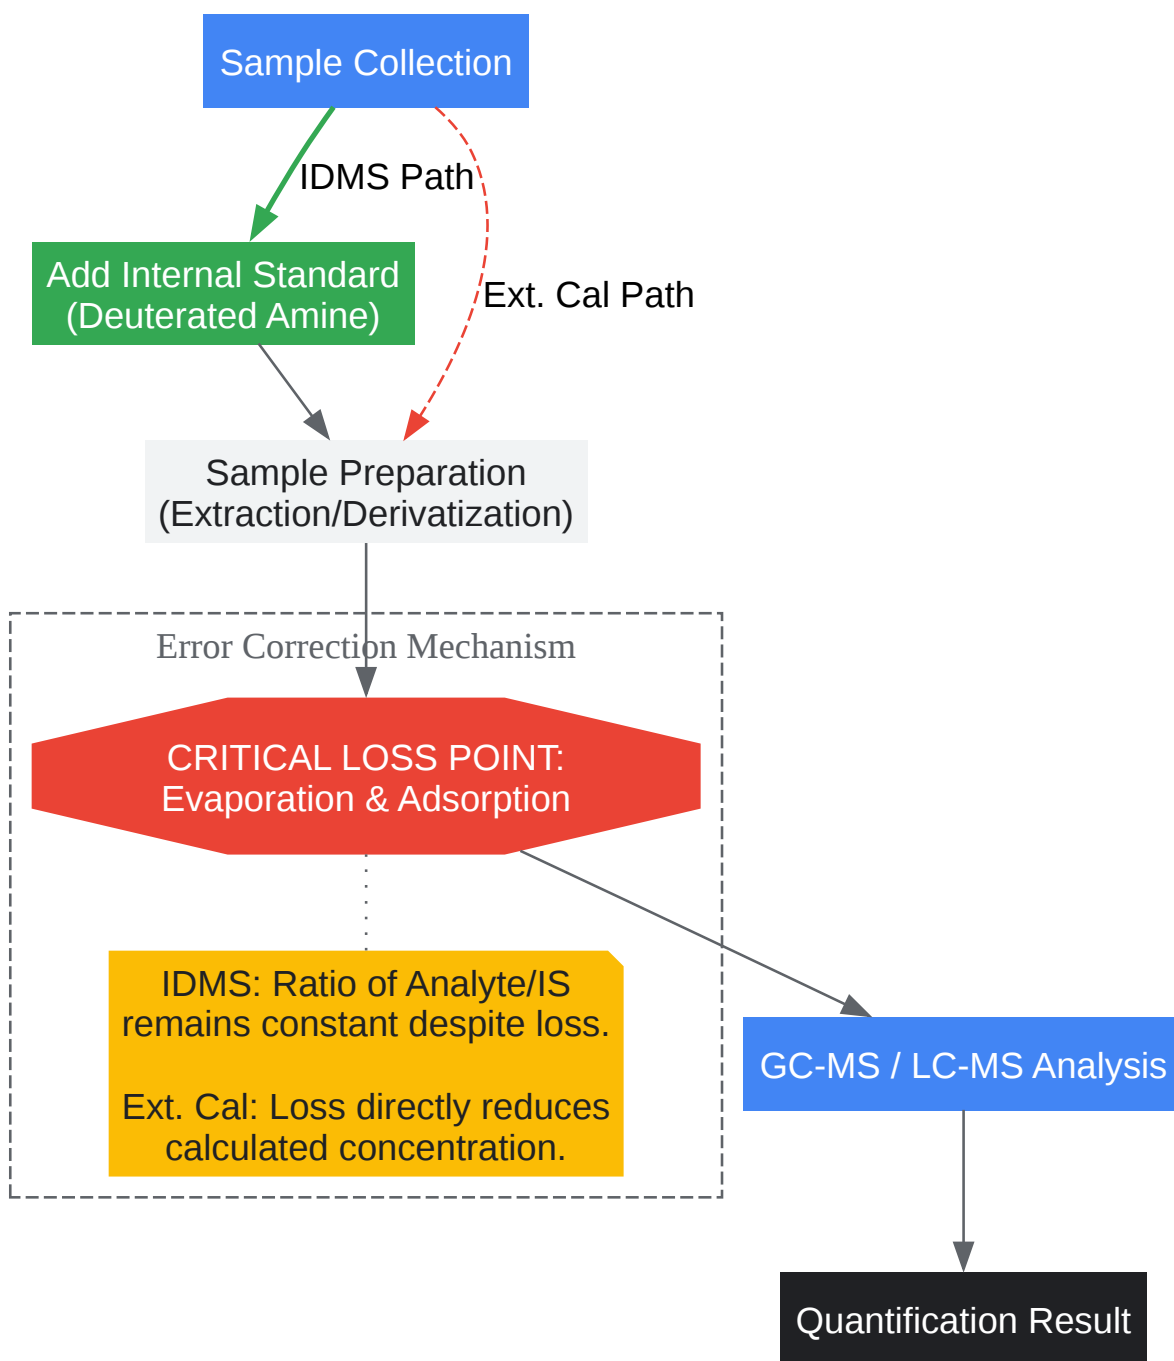 Sample Collection
IDMS Path
Add Internal Standard
(Deuterated Amine)
Ext. Cal Path
Sample Preparation
(Extraction/Derivatization)
Error Correction Mechanism
CRITICAL LOSS POINT:
Evaporation & Adsorption
IDMS: Ratio of Analyte/IS
remains constant despite loss.
Ext. Cal: Loss directly reduces
calculated concentration.
GC-MS / LC-MS Analysis
Quantification Result